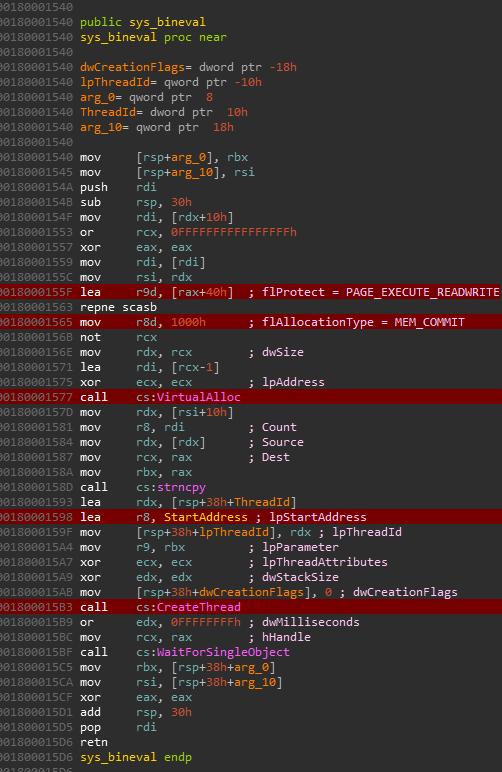 00180001540
00180001540 public sys_bineval
00180001540 sys_bineval proc near
00180001540
00180001540 dwCreationFlags= dword ptr -18h
00180001540 lpThreadId= qword ptr -10h
00180001540 arg_0= qword ptr  8
00180001540 ThreadId= dword ptr  10h
00180001540 arg_10= qword ptr  18h
00180001540
00180001540 mov     [rsp+arg_0], rbx
00180001545 mov     [rsp+arg_10], rsi
0018000154A push    rdi
0018000154B sub     rsp, 30h
0018000154F mov     rdi, [rdx+10h]
00180001553 or      rcx, 0FFFFFFFFFFFFFFFFh
00180001557 xor     eax, eax
00180001559 mov     rdi, [rdi]
0018000155C mov     rsi, rdx
0018000155F lea     r9d, [rax+40h]  ; flProtect = PAGE_EXECUTE_READWRITE
00180001563 repne scasb
00180001565 mov     r8d, 1000h      ; flAllocationType = MEM_COMMIT
0018000156B not     rcx
0018000156E mov     rdx, rcx        ; dwSize
00180001571 lea     rdi, [rcx-1]
00180001575 xor     ecx, ecx        ; lpAddress
00180001577 call    cs:VirtualAlloc
0018000157D mov     rdx, [rsi+10h]
00180001581 mov     r8, rdi         ; Count
00180001584 mov     rdx, [rdx]      ; Source
00180001587 mov     rcx, rax        ; Dest
0018000158A mov     rbx, rax
0018000158D call    cs:strncpy
00180001593 lea     rdx, [rsp+38h+ThreadId]
00180001598 lea     r8, StartAddress ; lpStartAddress
0018000159F mov     [rsp+38h+lpThreadId], rdx ; lpThreadId
001800015A4 mov     r9, rbx         ; lpParameter
001800015A7 xor     ecx, ecx        ; lpThreadAttributes
001800015A9 xor     edx, edx        ; dwStackSize
001800015AB mov     [rsp+38h+dwCreationFlags], 0 ; dwCreationFlags
001800015B3 call    cs:CreateThread
001800015B9 or      edx, 0FFFFFFFFh ; dwMilliseconds
001800015BC mov     rcx, rax        ; hHandle
001800015BF call    cs:WaitForSingleObject
001800015C5 mov     rbx, [rsp+38h+arg_0]
001800015CA mov     rsi, [rsp+38h+arg_10]
001800015CF xor     eax, eax
001800015D1 add     rsp, 30h
001800015D5 pop     rdi
001800015D6 retn
001800015D6 sys_bineval endp
001800015D6